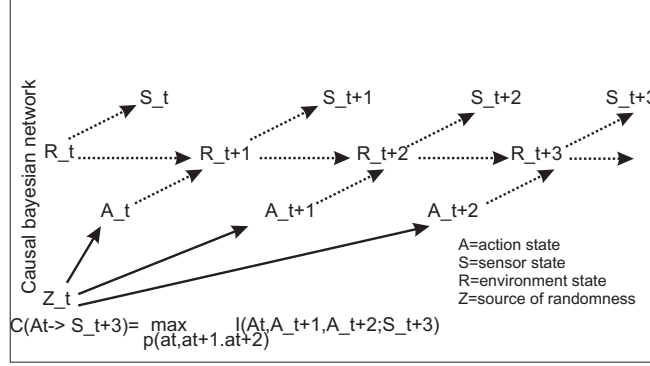 Causal bayesian network
S_t S_t+1 S_t+2 S_t+3
R_t R_t+1 R_t+2 R_t+3
A_t A_t+1 A_t+2
A=action state
S=sensor state
R=environment state
Z=source of randomness
Z_t
C(At-> S_t+3)= max I(At,A_t+1,A_t+2;S_t+3)
p(at,at+1.at+2)